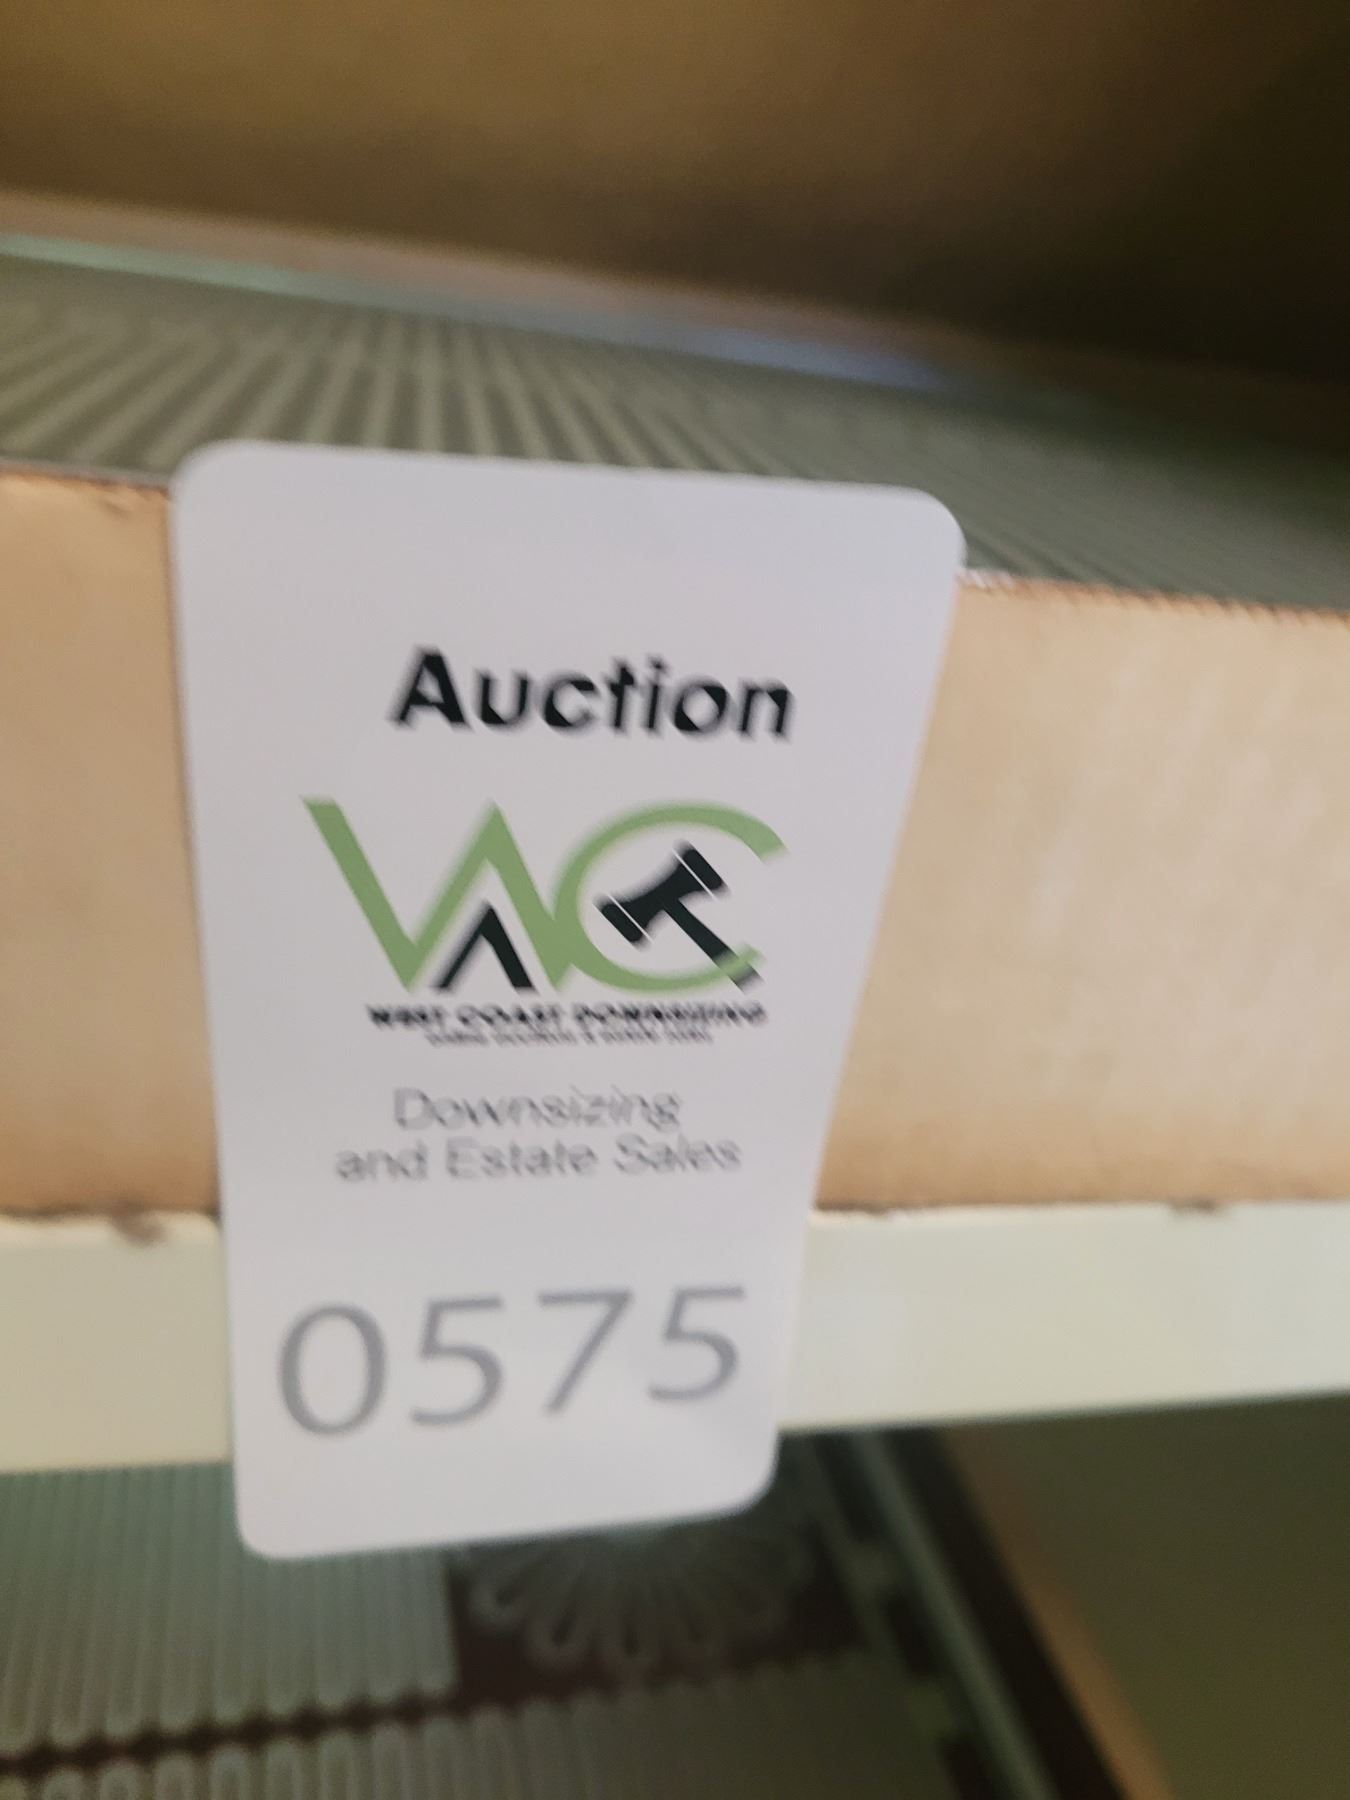 Auction
WC
WEST COAST DOWNSIZING
Downsizing
and Estate Sales
0575